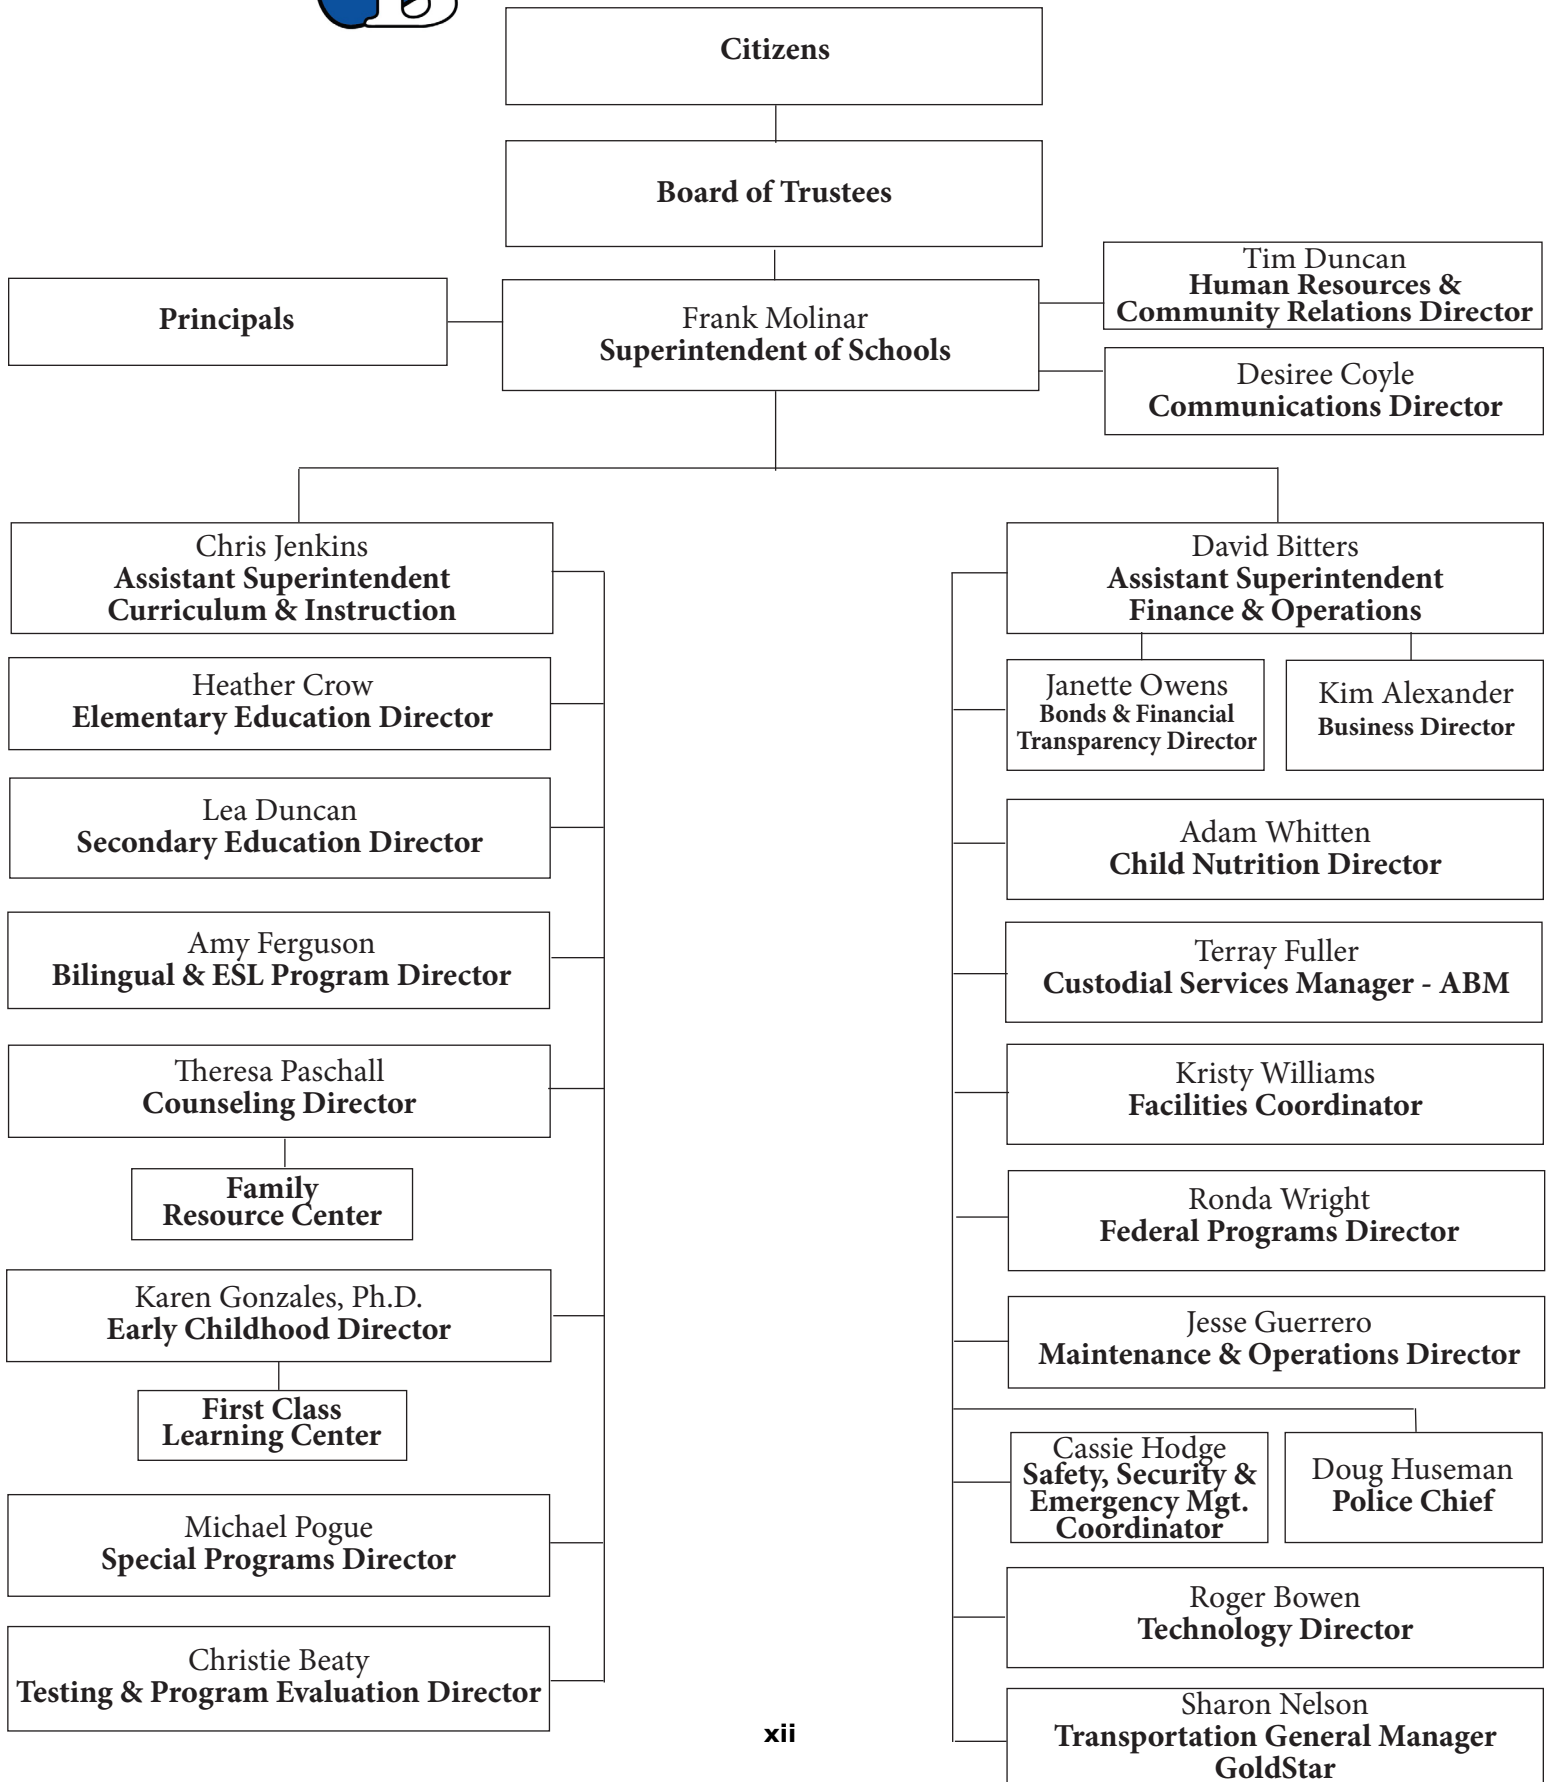 Citizens
Board of Trustees
Tim Duncan
Human Resources &
Community Relations Director
Principals
Frank Molinar
Superintendent of Schools
Desiree Coyle
Communications Director
Chris Jenkins
Assistant Superintendent
Curriculum & Instruction
Heather Crow
Elementary Education Director
Lea Duncan
Secondary Education Director
Amy Ferguson
Bilingual & ESL Program Director
Theresa Paschall
Counseling Director
Family
Resource Center
Karen Gonzales, Ph.D.
Early Childhood Director
First Class
Learning Center
Michael Pogue
Special Programs Director
Christie Beaty
Testing & Program Evaluation Director
David Bitters
Assistant Superintendent
Finance & Operations
Janette Owens
Bonds & Financial
Transparency Director
Kim Alexander
Business Director
Adam Whitten
Child Nutrition Director
Terray Fuller
Custodial Services Manager - ABM
Kristy Williams
Facilities Coordinator
Ronda Wright
Federal Programs Director
Jesse Guerrero
Maintenance & Operations Director
Cassie Hodge
Safety, Security &
Emergency Mgt.
Coordinator
Doug Huseman
Police Chief
Roger Bowen
Technology Director
Sharon Nelson
Transportation General Manager
GoldStar
xii